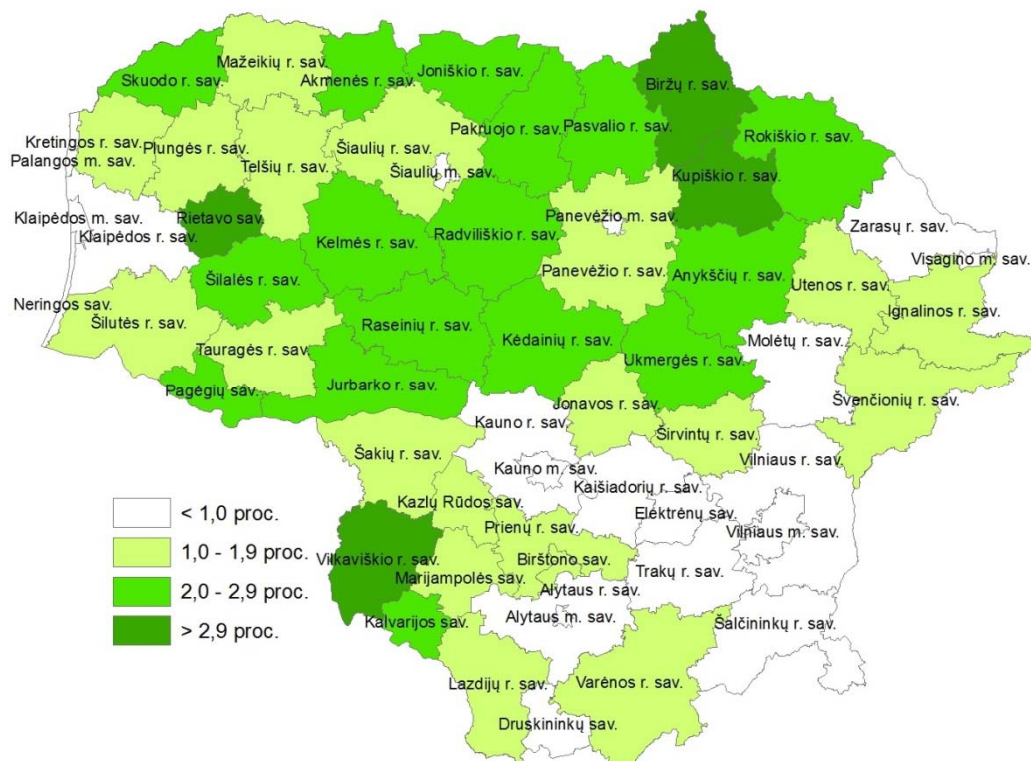 Mažeikių r. sav.
Skuodo r. sav.
Akmenės r. sav.
Joniškio r. sav.
Biržų r. sav.
Kretingos r. sav.
Palangos m. sav.
Plungės r. sav.
Telšių r. sav.
Šiaulių r. sav.
Šiaulių m. sav.
Pakruojo r. sav.
Pasvalio r. sav.
Rokiškio r. sav.
Kupiškio r. sav.
Klaipėdos m. sav.
Klaipėdos r. sav.
Rietavo sav.
Kelmės r. sav.
Radviliškio r. sav.
Panevėžio m. sav.
Panevėžio r. sav.
Zarasų r. sav.
Visagino m. sav.
Šilalės r. sav.
Anykščių r. sav.
Utenos r. sav.
Ignalinos r. sav.
Neringos sav.
Šilutės r. sav.
Tauragės r. sav.
Raseinių r. sav.
Kėdainių r. sav.
Ukmergės r. sav.
Molėtų r. sav.
Pagėgių sav.
Jurbarko r. sav.
Jonavos r. sav.
Švenčionių r. sav.
Kauno r. sav.
Širvintų r. sav.
Šakių r. sav.
Kauno m. sav.
Kaišiadorių r. sav.
Vilniaus r. sav.
Kazlų Rūdos sav.
Prienų r. sav.
Elektrėnų sav.
Vilniaus m. sav.
Vilkaviškio r. sav.
Marijampolės sav.
Birštono sav.
Trakų r. sav.
Alytaus r. sav.
Kalvarijos sav.
Alytaus m. sav.
Šalčininkų r. sav.
Lazdijų r. sav.
Varėnos r. sav.
Druskininkų sav.
< 1,0 proc.
1,0 - 1,9 proc.
2,0 - 2,9 proc.
> 2,9 proc.